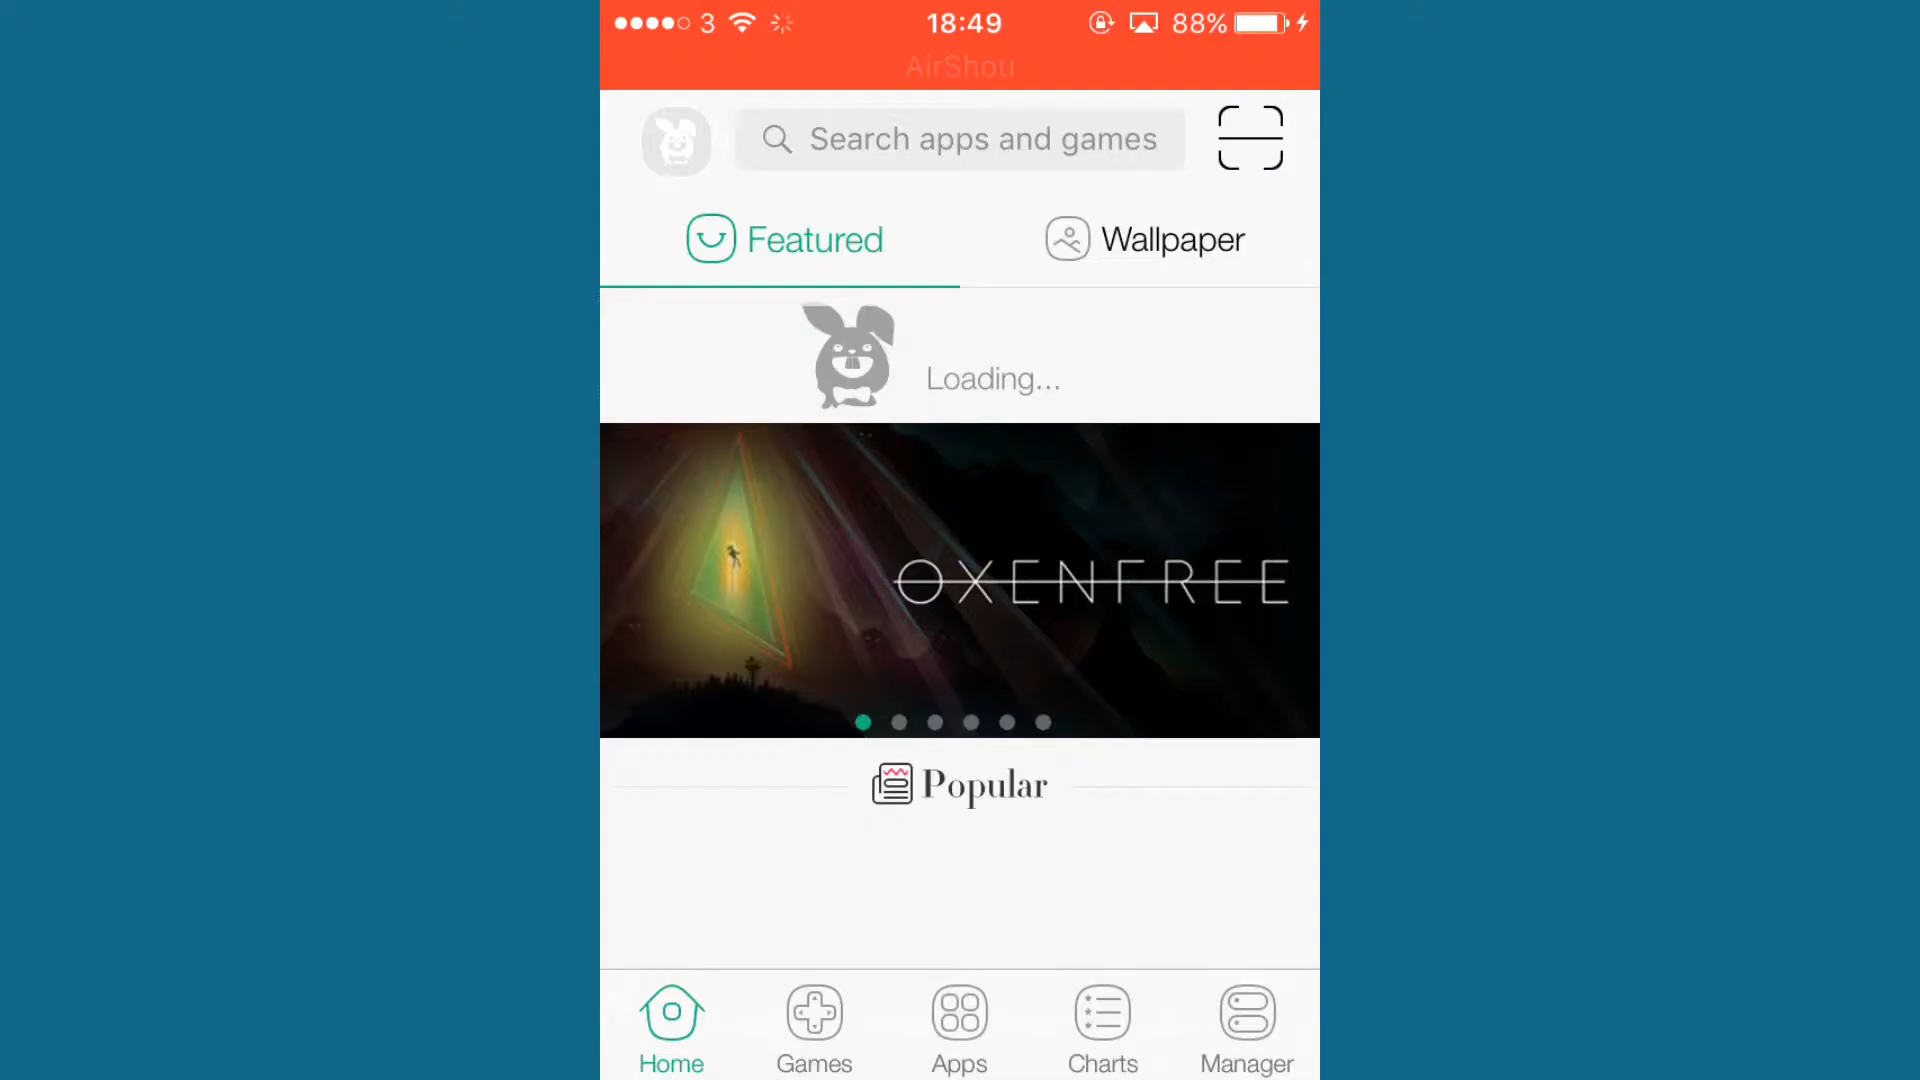 3 18:49 88%
AirShou
Search apps and games
Featured Wallpaper
Loading...
OXENFREE
Popular
Home Games Apps Charts Manager